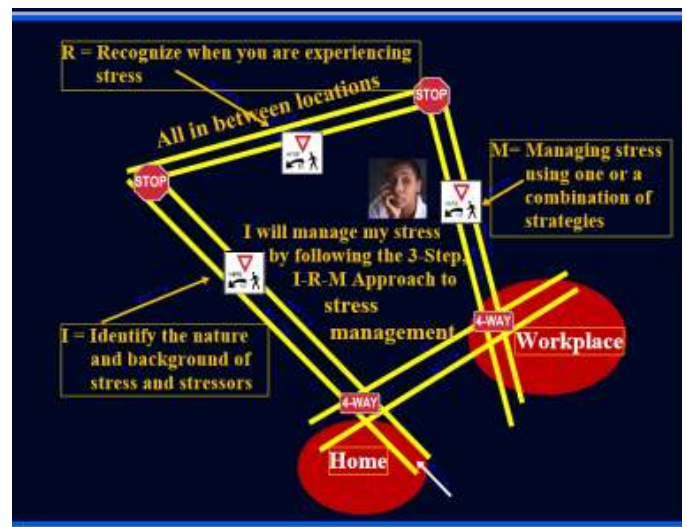 R = Recognize when you are experiencing
stress
All in between locations
STOP
STOP
M= Managing stress
using one or a
combination of
strategies
I will manage my stress
by following the 3-Step,
I-R-M Approach to
stress
management
I = Identify the nature
and background of
stress and stressors
4-WAY
Workplace
4-WAY
Home